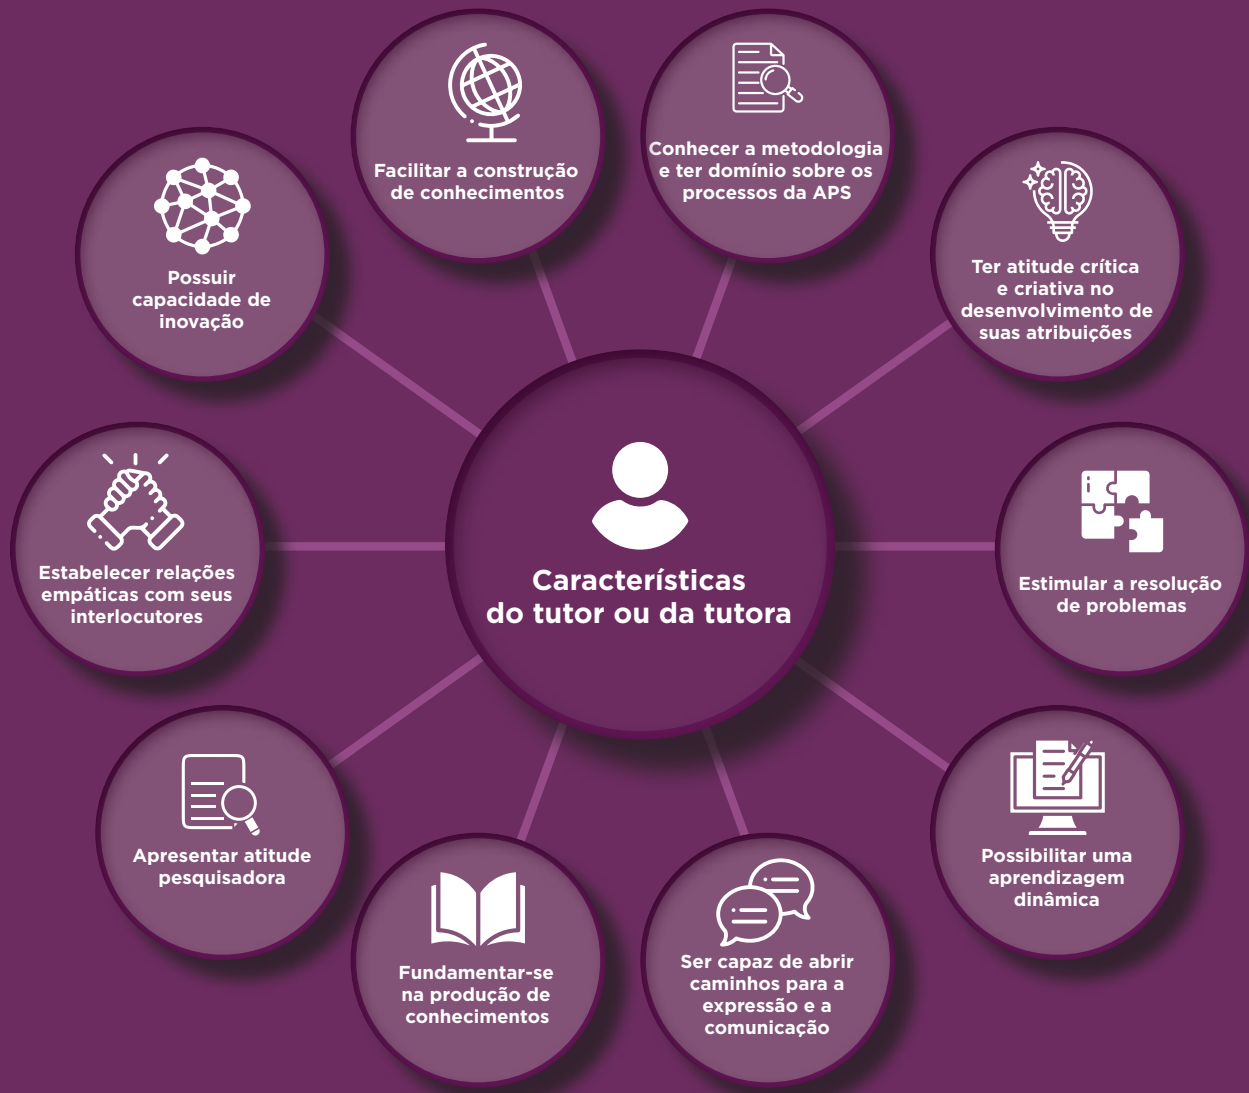 Facilitar a construção
de conhecimentos
Conhecer a metodologia
e ter domínio sobre os
processos da APS
Possuir
capacidade de
inovação
Ter atitude crítica
e criativa no
desenvolvimento de
suas atribuições
Estabelecer relações
empáticas com seus
interlocutores
Características
do tutor ou da tutora
Estimular a resolução
de problemas
Apresentar atitude
pesquisadora
Possibilitar uma
aprendizagem
dinâmica
Fundamentar-se
na produção de
conhecimentos
Ser capaz de abrir
caminhos para a
expressão e a
comunicação